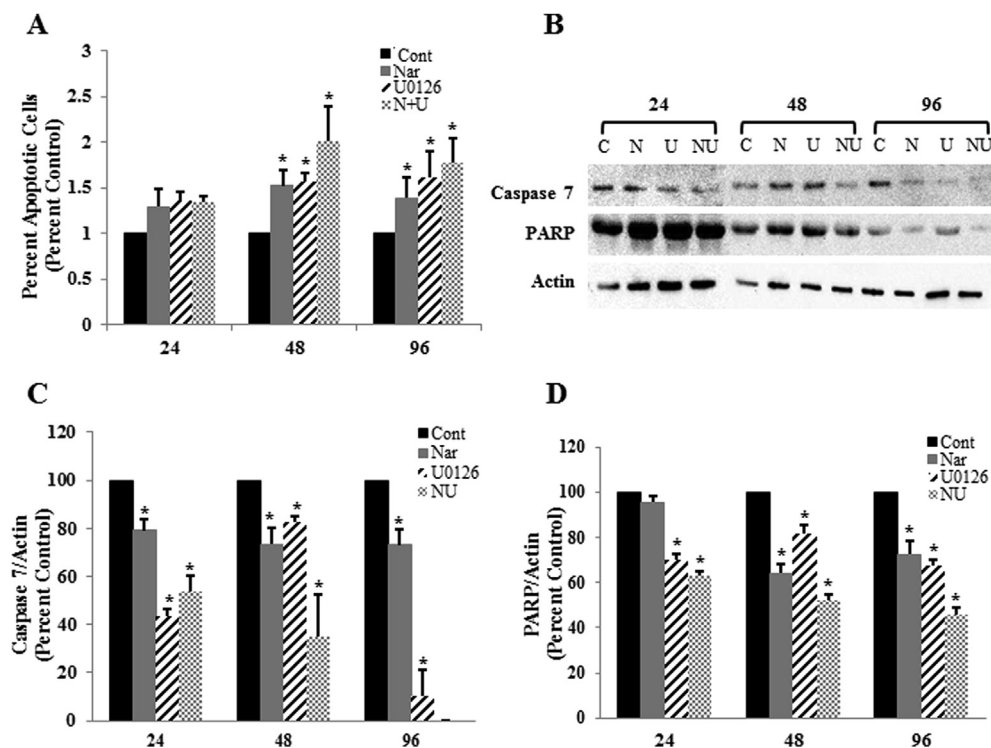 A
Percent Apoptotic Cells
(Percent Control)
3
2.5
2
1.5
1
0.5
0
Cont
Nar
U0126
N+U
*
*
*
*
*
*
24
48
96
B
24
48
96
C N U NU C N U NU C N U NU
Caspase 7
PARP
Actin
C
Caspase 7/Actin
(Percent Control)
120
100
80
60
40
20
0
Cont
Nar
U0126
NU
*
*
*
*
*
*
*
*
24
48
96
D
PARP/Actin
(Percent Control)
120
100
80
60
40
20
0
Cont
Nar
U0126
NU
*
*
*
*
*
*
*
*
24
48
96